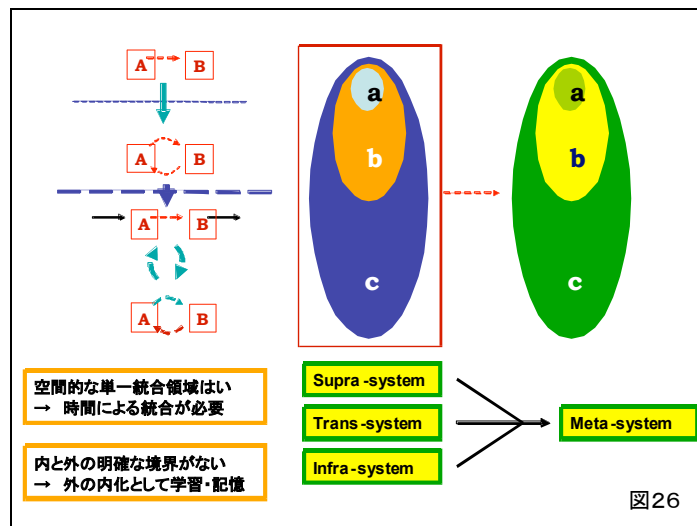 A B
A B
A B
A B
a
b
c
a
b
c
空間的な単一統合領域はい
→ 時間による統合が必要
内と外の明確な境界がない
→ 外の内化として学習・記憶
Supra-system
Trans-system
Infra-system
Meta-system
図26